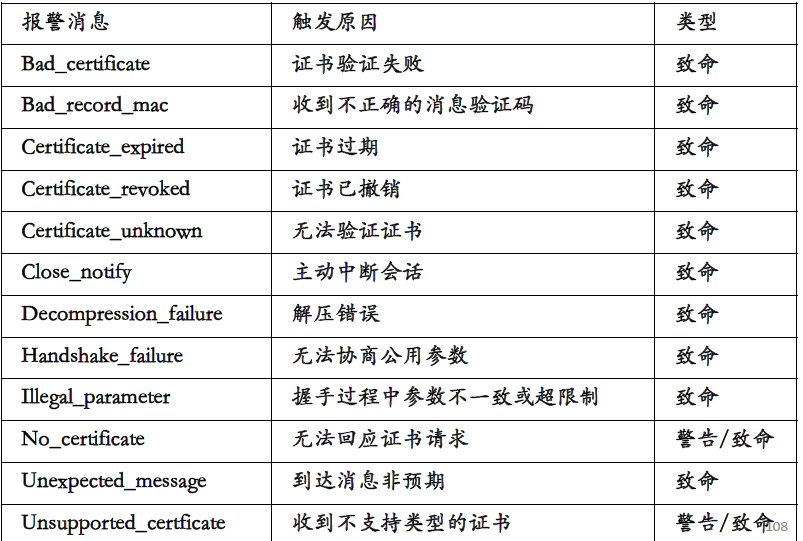 报警消息 触发原因 类型
Bad_certificate 证书验证失败 致命
Bad_record_mac 收到不正确的消息验证码 致命
Certificate_expired 证书过期 致命
Certificate_revoked 证书已撤销 致命
Certificate_unknown 无法验证证书 致命
Close_notify 主动中断会话 致命
Decompression_failure 解压错误 致命
Handshake_failure 无法协商公用参数 致命
Illegal_parameter 握手过程中参数不一致或超限制 致命
No_certificate 无法回应证书请求 警告/致命
Unexpected_message 到达消息非预期 致命
Unsupported_certficate 收到不支持类型的证书 警告/致命
108